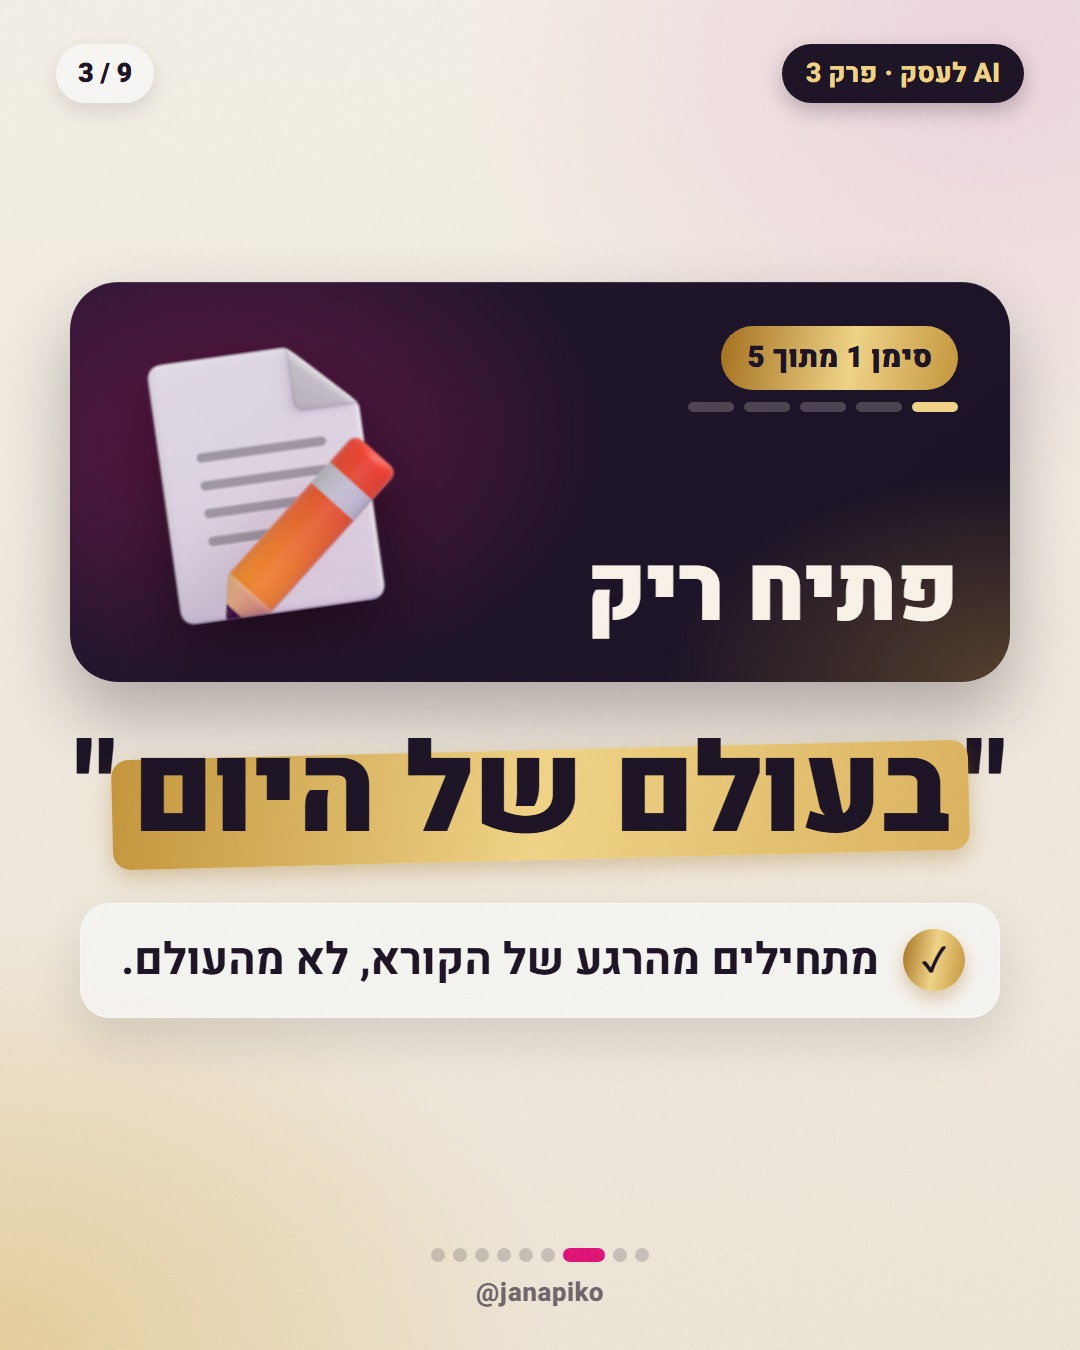 AI לעסק · פרק 3
3 / 9
סימן 1 מתוך 5
פתיח ריק
"בעולם של היום"
✓ מתחילים מהרגע של הקורא, לא מהעולם.
@janapiko